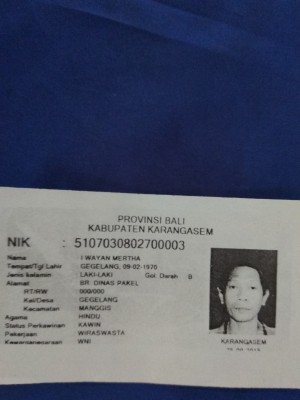 PROVINSI BALI
KABUPATEN KARANGASEM
NIK : 5107030802700003
Nama : I WAYAN MERTHA
Tempat/Tgl Lahir : GEGELANG, 09-02-1970
Jenis kelamin : LAKI-LAKI Gol. Darah B
Alamat : BR. DINAS PAKEL
RT/RW : 000/000
Kel/Desa : GEGELANG
Kecamatan : MANGGIS
Agama : HINDU
Status Perkawinan : KAWIN
Pekerjaan : WIRASWASTA
Kewarganegaraan : WNI
KARANGASEM